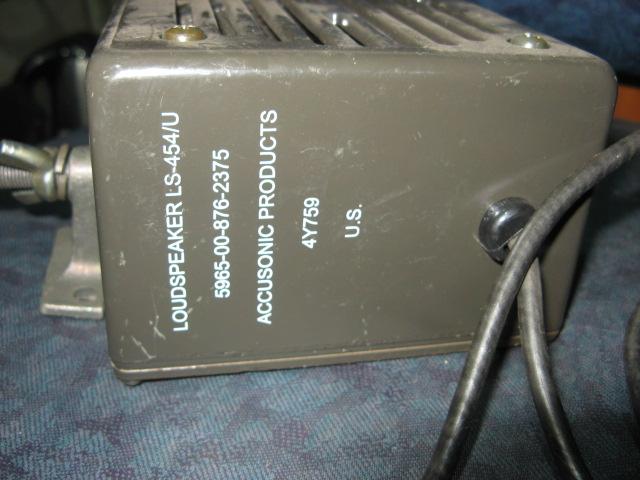 LOUDSPEAKER LS-454/U
5965-00-876-2375
ACCUSONIC PRODUCTS
4Y759
U.S.